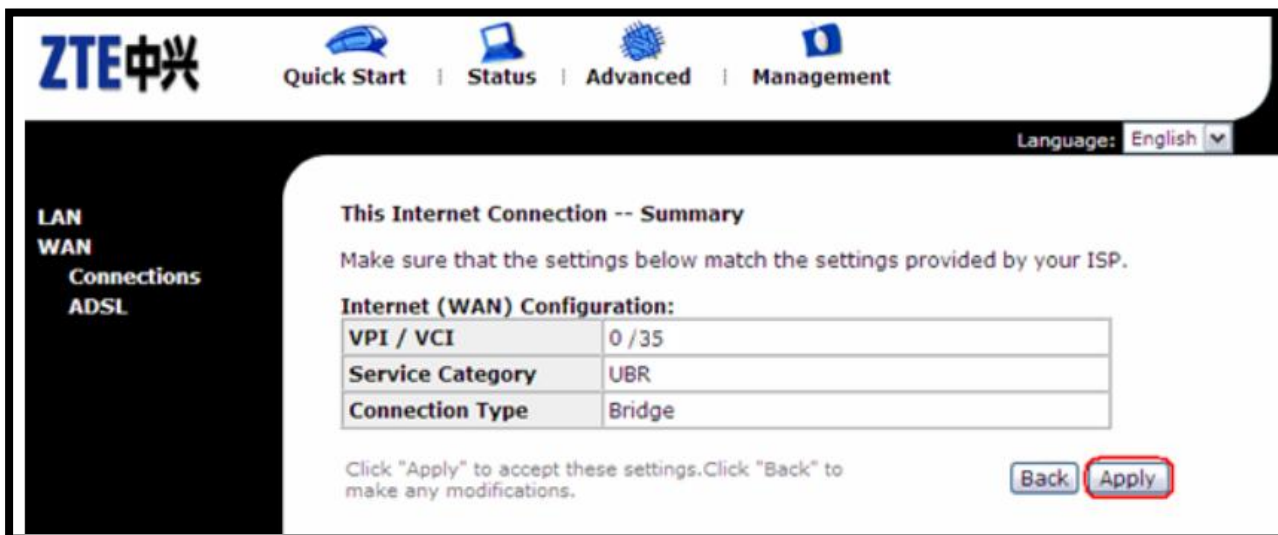 ZTE中兴
Quick Start | Status | Advanced | Management
Language: English
LAN
WAN
Connections
ADSL
This Internet Connection -- Summary
Make sure that the settings below match the settings provided by your ISP.
Internet (WAN) Configuration:
VPI / VCI 0 /35
Service Category UBR
Connection Type Bridge
Click "Apply" to accept these settings.Click "Back" to
make any modifications.
Back Apply